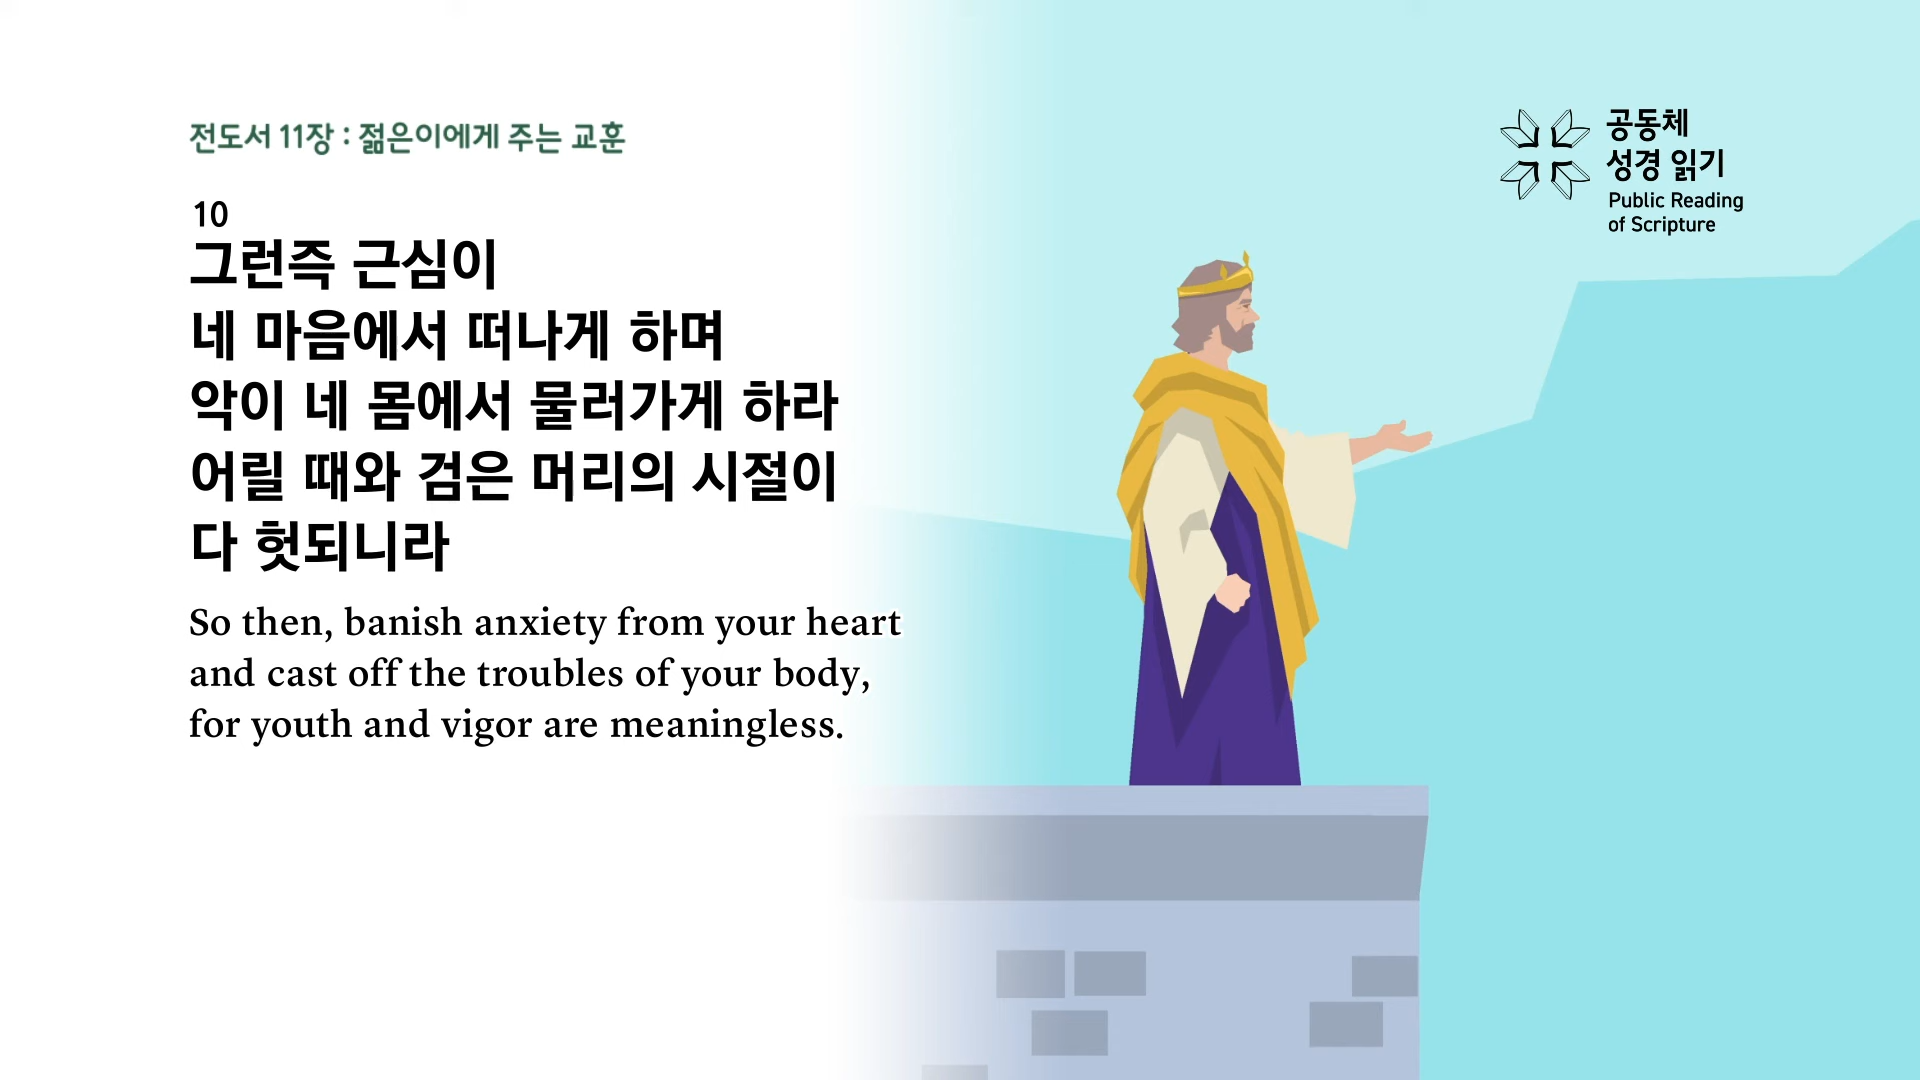 전도서 11장 : 젊은이에게 주는 교훈
10
그런즉 근심이
네 마음에서 떠나게 하며
악이 네 몸에서 물러가게 하라
어릴 때와 검은 머리의 시절이
다 헛되니라
So then, banish anxiety from your heart
and cast off the troubles of your body,
for youth and vigor are meaningless.
공동체
성경 읽기
Public Reading
of Scripture